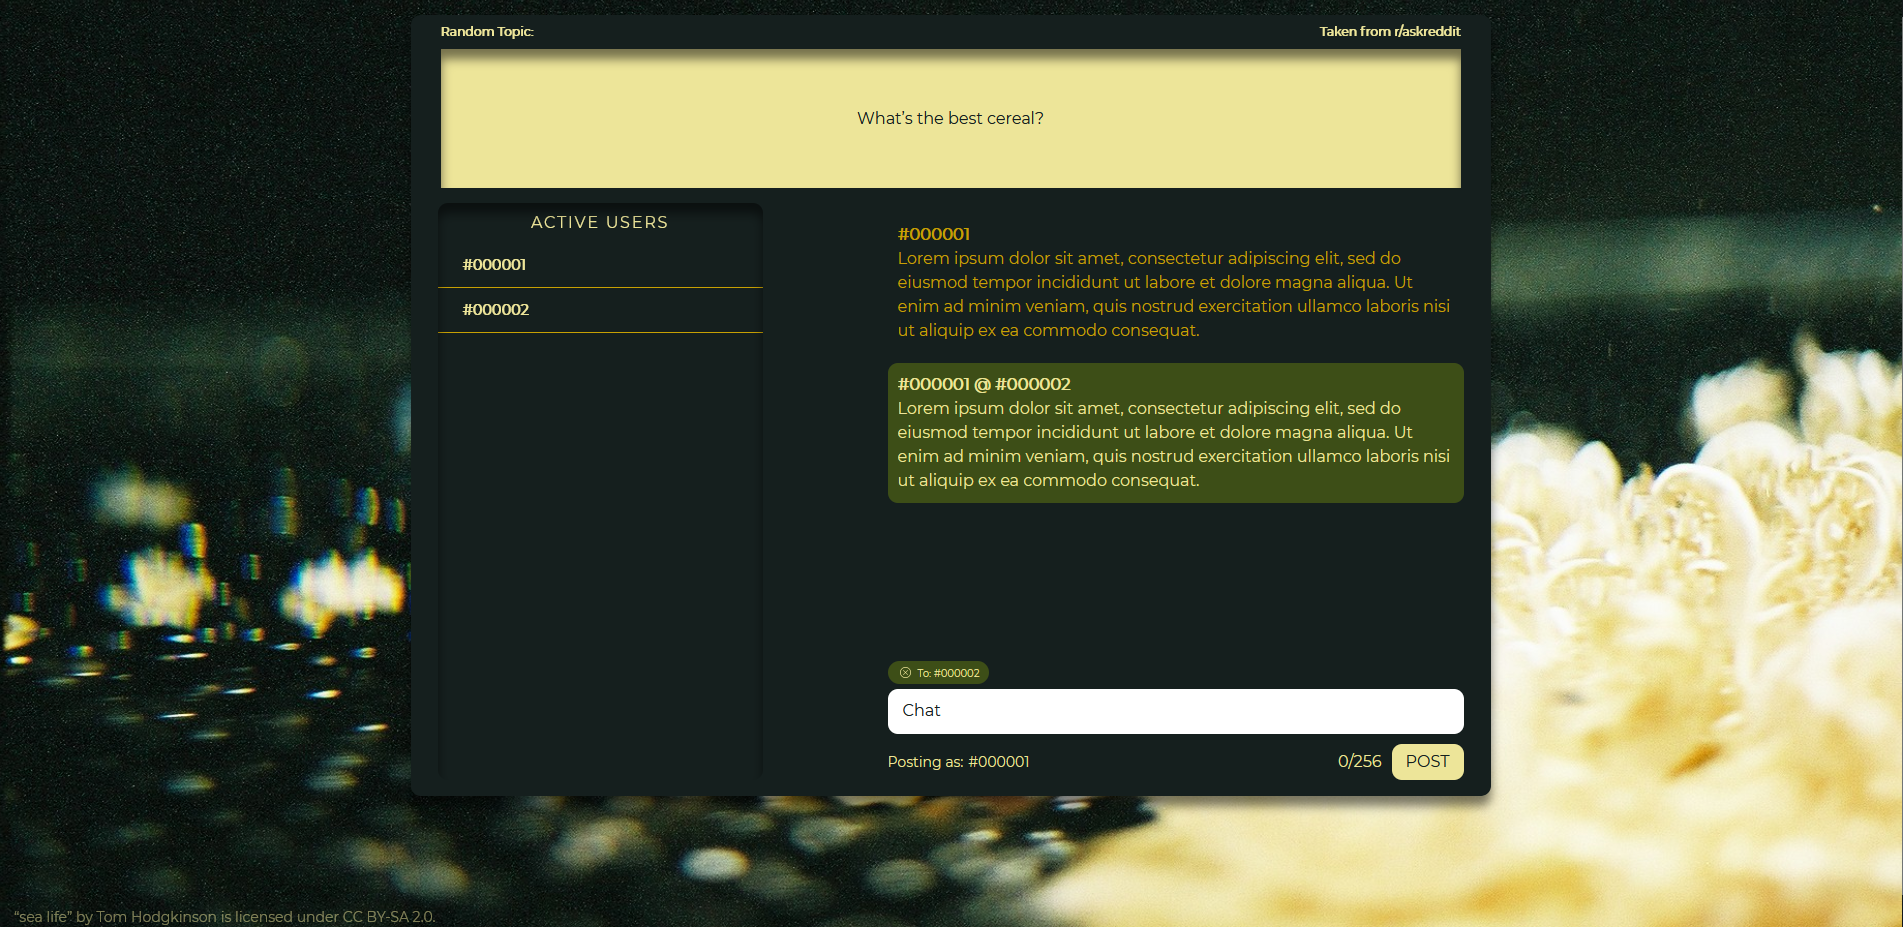 Random Topic:
Taken from r/askreddit
What's the best cereal?
ACTIVE USERS
#000001
#000002
#000001
Lorem ipsum dolor sit amet, consectetur adipiscing elit, sed do
eiusmod tempor incididunt ut labore et dolore magna aliqua. Ut
enim ad minim veniam, quis nostrud exercitation ullamco laboris nisi
ut aliquip ex ea commodo consequat.
#000001 @ #000002
Lorem ipsum dolor sit amet, consectetur adipiscing elit, sed do
eiusmod tempor incididunt ut labore et dolore magna aliqua. Ut
enim ad minim veniam, quis nostrud exercitation ullamco laboris nisi
ut aliquip ex ea commodo consequat.
To: #000002
Chat
Posting as: #000001
0/256
POST
“sea life” by Tom Hodgkinson is licensed under CC BY-SA 2.0.